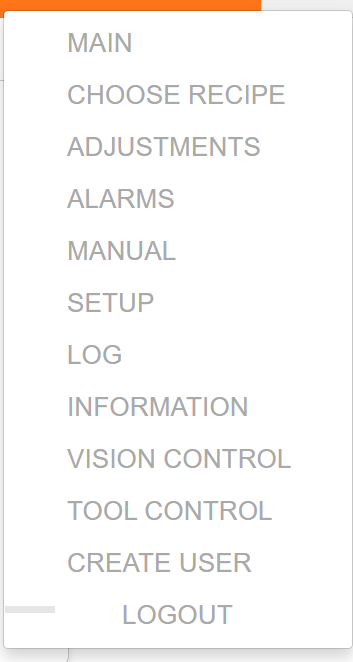 MAIN
CHOOSE RECIPE
ADJUSTMENTS
ALARMS
MANUAL
SETUP
LOG
INFORMATION
VISION CONTROL
TOOL CONTROL
CREATE USER
LOGOUT